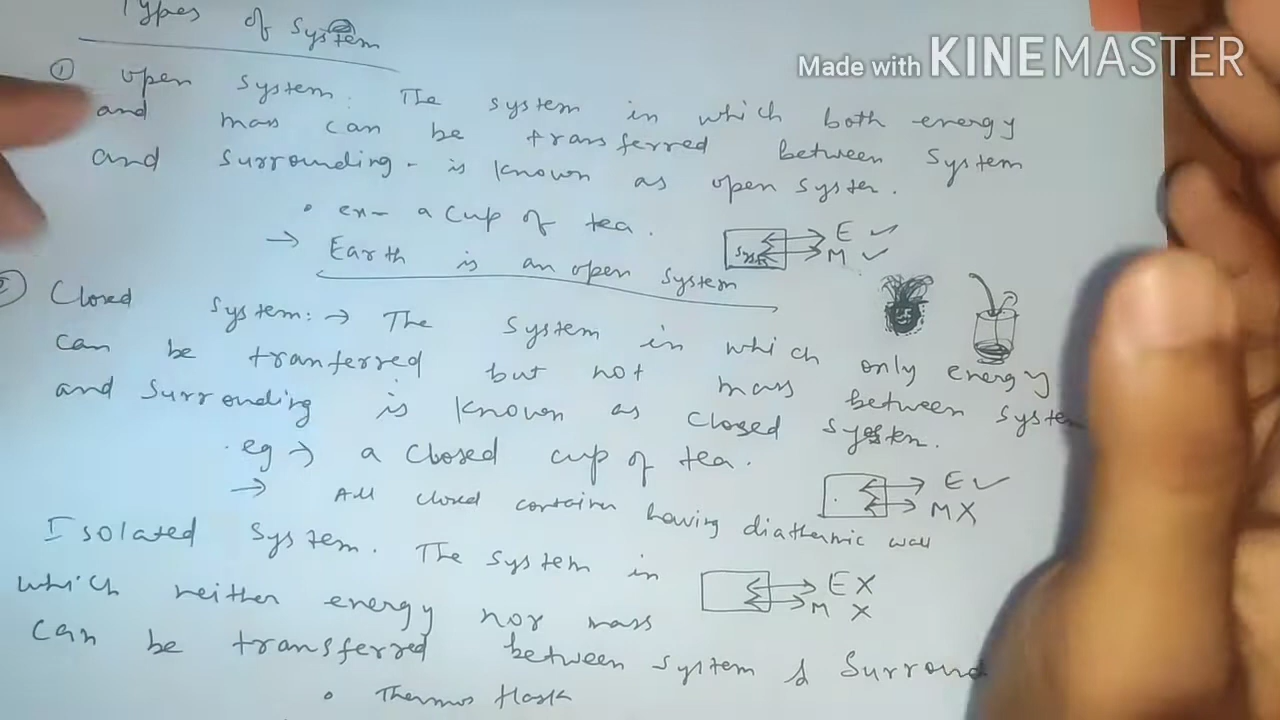 Made with KINEMASTER
Types of System
① open system: The system in which both energy
and mass can be transferred between System
and surrounding - is known as open system.
• ex- a cup of tea.
Syst E ✓
M ✓
→ Earth is an open system
Closed system: → The system in which only energy
can be tranferred but not mass between system
and Surrounding is known as closed system.
. eg → a closed cup of tea.
E ✓
M X
→ All closed container having diathermic wall
Isolated System. The system in
which neither energy nor mass
E X
M X
can be transferred between system & Surround
• Thermos flask